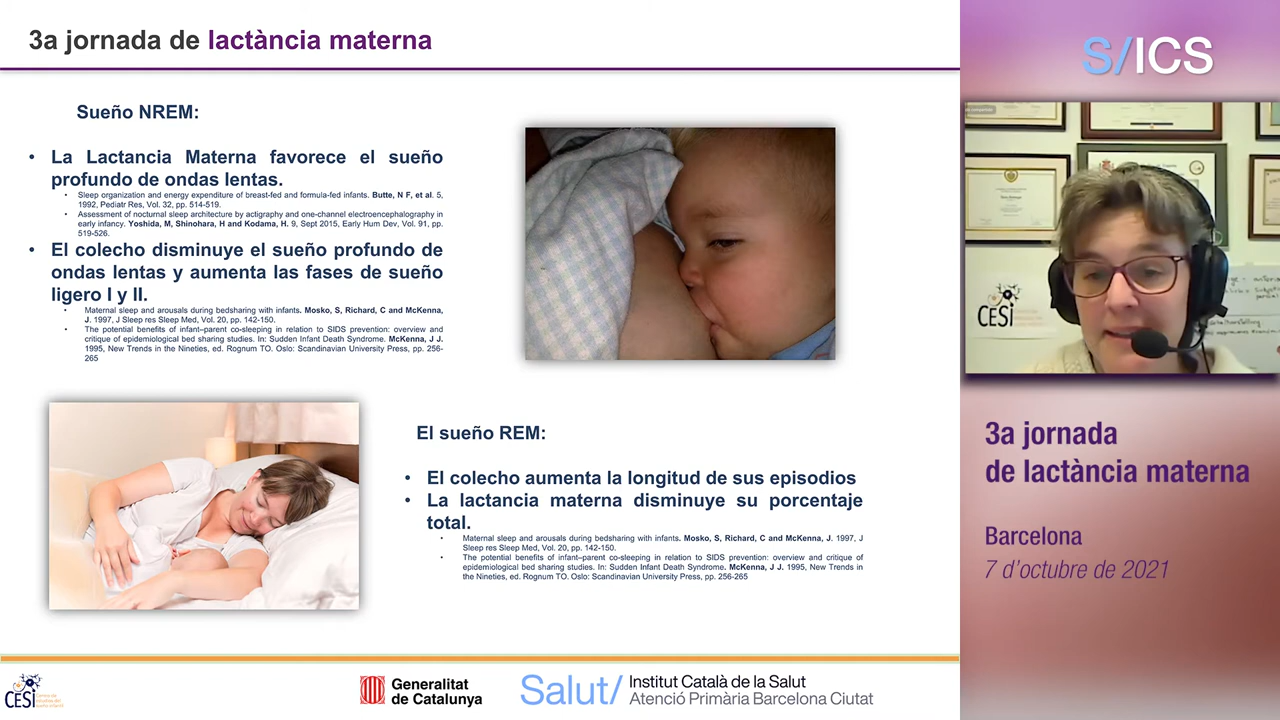 3a jornada de lactància materna
Sueño NREM:
• La Lactancia Materna favorece el sueño
profundo de ondas lentas.
• Sleep organization and energy expenditure of breast-fed and formula-fed infants. Butte, N F, et al. 5,
1992, Pediatr Res, Vol. 32, pp. 514-519.
• Assessment of nocturnal sleep architecture by actigraphy and one-channel electroencephalography in
early infancy. Yoshida, M, Shinohara, H and Kodama, H. 9, Sept 2015, Early Hum Dev, Vol. 91, pp.
519-526.
• El colecho disminuye el sueño profundo de
ondas lentas y aumenta las fases de sueño
ligero I y II.
• Maternal sleep and arousals during bedsharing with infants. Mosko, S, Richard, C and McKenna,
J. 1997, J Sleep res Sleep Med, Vol. 20, pp. 142-150.
• The potential benefits of infant–parent co-sleeping in relation to SIDS prevention: overview and
critique of epidemiological bed sharing studies. In: Sudden Infant Death Syndrome. McKenna, J J.
1995, New Trends in the Nineties, ed. Rognum TO. Oslo: Scandinavian University Press, pp. 256-
265
El sueño REM:
• El colecho aumenta la longitud de sus episodios
• La lactancia materna disminuye su porcentaje
total.
• Maternal sleep and arousals during bedsharing with infants. Mosko, S, Richard, C and McKenna, J. 1997, J
Sleep res Sleep Med, Vol. 20, pp. 142-150.
• The potential benefits of infant–parent co-sleeping in relation to SIDS prevention: overview and critique of
epidemiological bed sharing studies. In: Sudden Infant Death Syndrome. McKenna, J J. 1995, New Trends in
the Nineties, ed. Rognum TO. Oslo: Scandinavian University Press, pp. 256-265
CESI
Generalitat
de Catalunya
Salut/
Institut Català de la Salut
Atenció Primària Barcelona Ciutat
S/ICS
CESI
3a jornada
de lactància materna
Barcelona
7 d'octubre de 2021